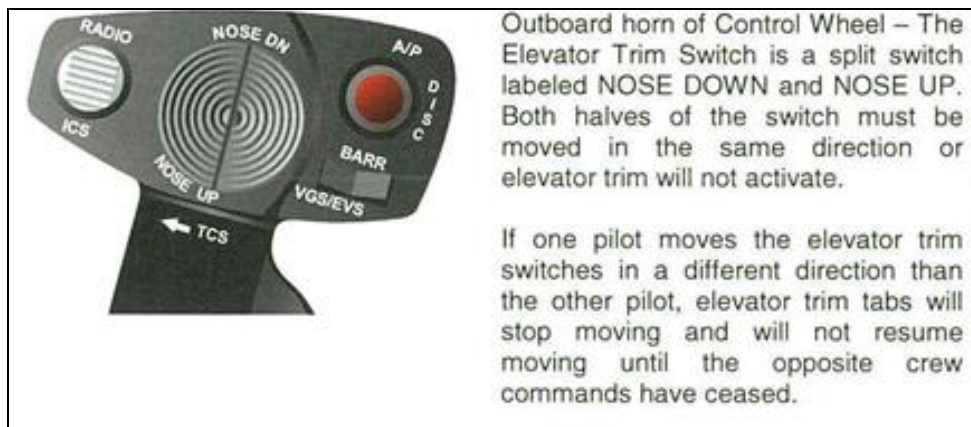 RADIO
ICS
NOSE DN
NOSE UP
A/P
DISC
BARR
VGS/EVS
TCS
Outboard horn of Control Wheel – The
Elevator Trim Switch is a split switch
labeled NOSE DOWN and NOSE UP.
Both halves of the switch must be
moved in the same direction or
elevator trim will not activate.
If one pilot moves the elevator trim
switches in a different direction than
the other pilot, elevator trim tabs will
stop moving and will not resume
moving until the opposite crew
commands have ceased.